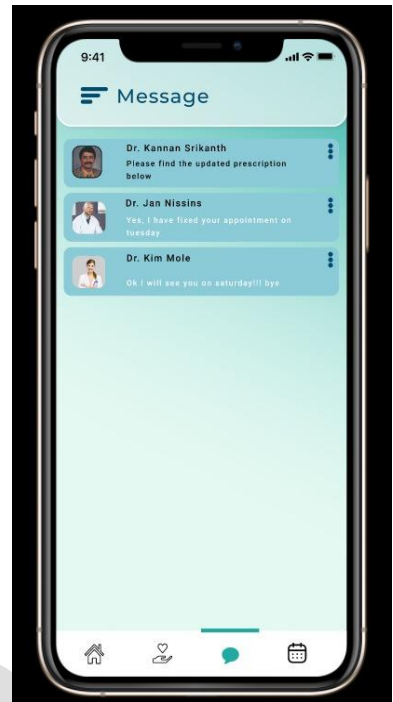 9:41
Message
Dr. Kannan Srikanth
Please find the updated prescription
below
Dr. Jan Nissins
Yes, I have fixed your appointment on
tuesday
Dr. Kim Mole
Ok I will see you on saturday!!! bye